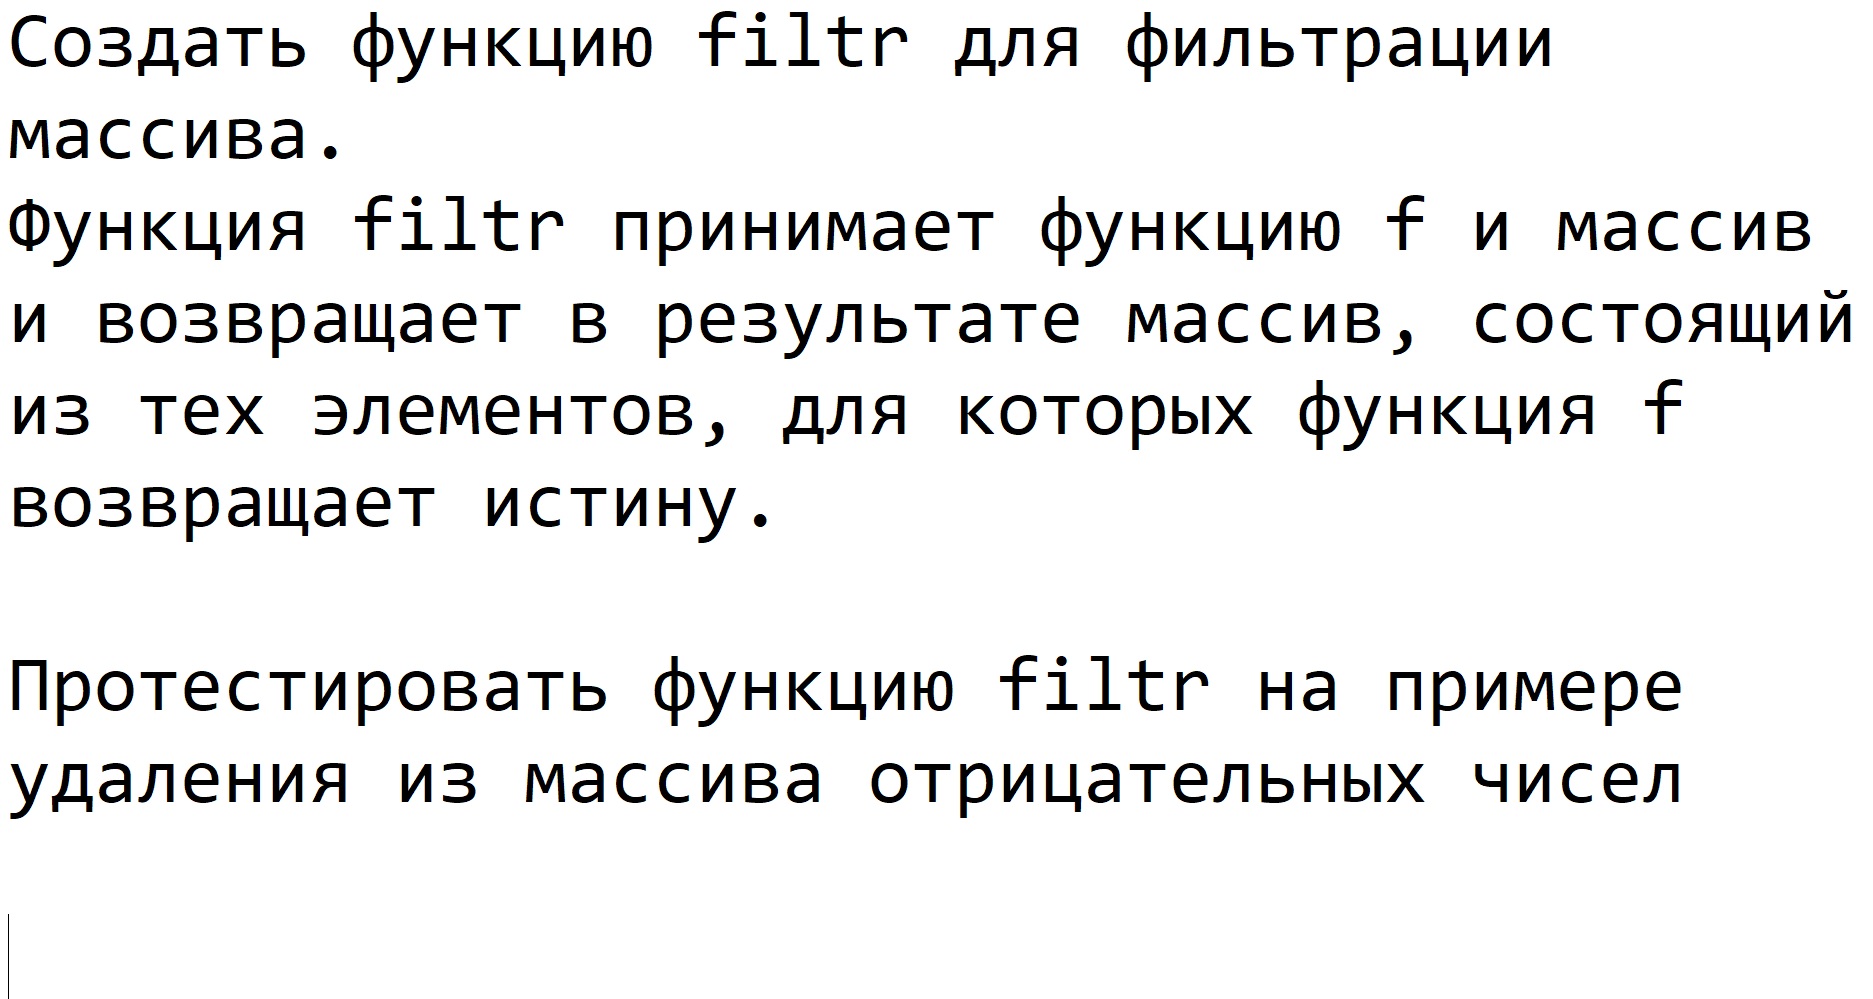 Создать функцию filtr для фильтрации
массива.
Функция filtr принимает функцию f и массив
и возвращает в результате массив, состоящий
из тех элементов, для которых функция f
возвращает истину.
Протестировать функцию filtr на примере
удаления из массива отрицательных чисел